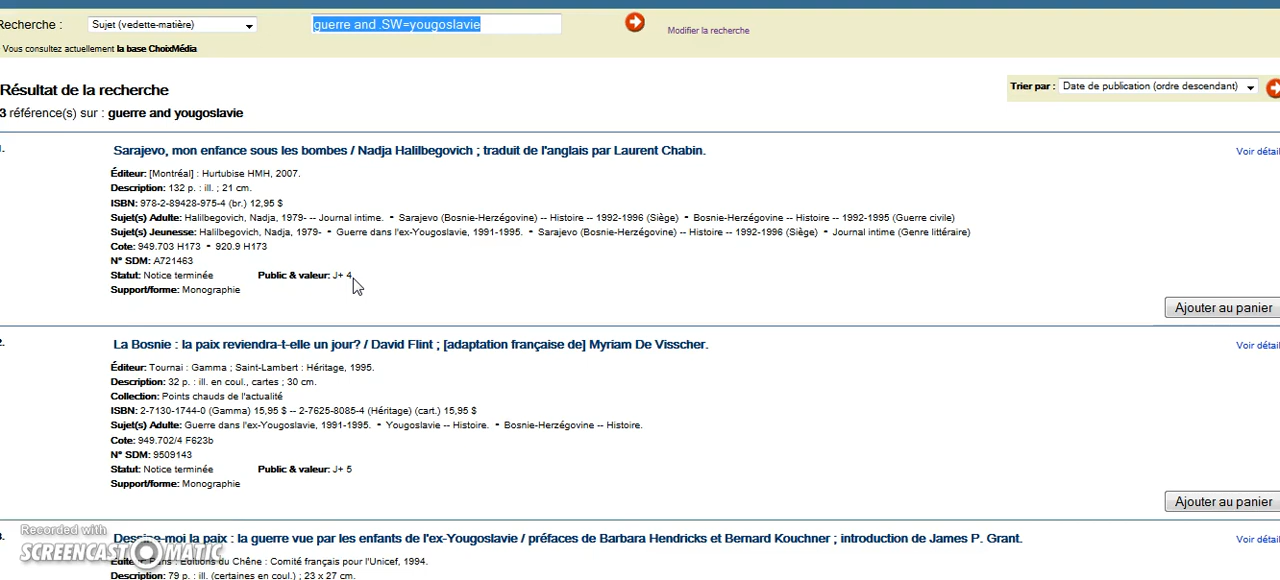 Recherche : Sujet (vedette-matière) guerre and .SW=yougoslavie Modifier la recherche
Vous consultez actuellement la base ChoixMédia
Résultat de la recherche
Trier par : Date de publication (ordre descendant)
3 référence(s) sur : guerre and yougoslavie
Sarajevo, mon enfance sous les bombes / Nadja Halilbegovich ; traduit de l'anglais par Laurent Chabin.
Voir détail
Éditeur: [Montréal] : Hurtubise HMH, 2007.
Description: 132 p. : ill. ; 21 cm.
ISBN: 978-2-89428-975-4 (br.) 12,95 $
Sujet(s) Adulte: Halilbegovich, Nadja, 1979- -- Journal intime. • Sarajevo (Bosnie-Herzégovine) -- Histoire -- 1992-1996 (Siège) • Bosnie-Herzégovine -- Histoire -- 1992-1995 (Guerre civile)
Sujet(s) Jeunesse: Halilbegovich, Nadja, 1979- • Guerre dans l'ex-Yougoslavie, 1991-1995. • Sarajevo (Bosnie-Herzégovine) -- Histoire -- 1992-1996 (Siège) • Journal intime (Genre littéraire)
Cote: 949.703 H173 • 920.9 H173
N° SDM: A721463
Statut: Notice terminée Public & valeur: J+ 4
Support/forme: Monographie
Ajouter au panier
2. La Bosnie : la paix reviendra-t-elle un jour? / David Flint ; [adaptation française de] Myriam De Visscher.
Voir détail
Éditeur: Tournai : Gamma ; Saint-Lambert : Héritage, 1995.
Description: 32 p. : ill. en coul., cartes ; 30 cm.
Collection: Points chauds de l'actualité
ISBN: 2-7130-1744-0 (Gamma) 15,95 $ -- 2-7625-8085-4 (Héritage) (cart.) 15,95 $
Sujet(s) Adulte: Guerre dans l'ex-Yougoslavie, 1991-1995. • Yougoslavie -- Histoire. • Bosnie-Herzégovine -- Histoire.
Cote: 949.702/4 F623b
N° SDM: 9509143
Statut: Notice terminée Public & valeur: J+ 5
Support/forme: Monographie
Ajouter au panier
Recorded with
SCREENCAST-O-MATIC
3. Dessine-moi la paix : la guerre vue par les enfants de l'ex-Yougoslavie / préfaces de Barbara Hendricks et Bernard Kouchner ; introduction de James P. Grant.
Voir détail
Éditeur: Paris : Éditions du Chêne : Comité français pour l'Unicef, 1994.
Description: 79 p. : ill. (certaines en coul.) ; 23 x 27 cm.